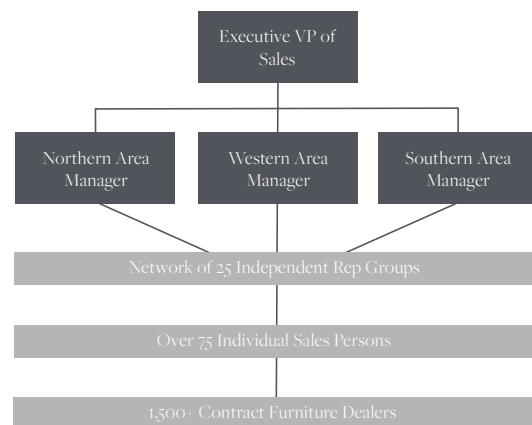 Executive VP of
Sales
Northern Area
Manager
Western Area
Manager
Southern Area
Manager
Network of 25 Independent Rep Groups
Over 75 Individual Sales Persons
1,500+ Contract Furniture Dealers